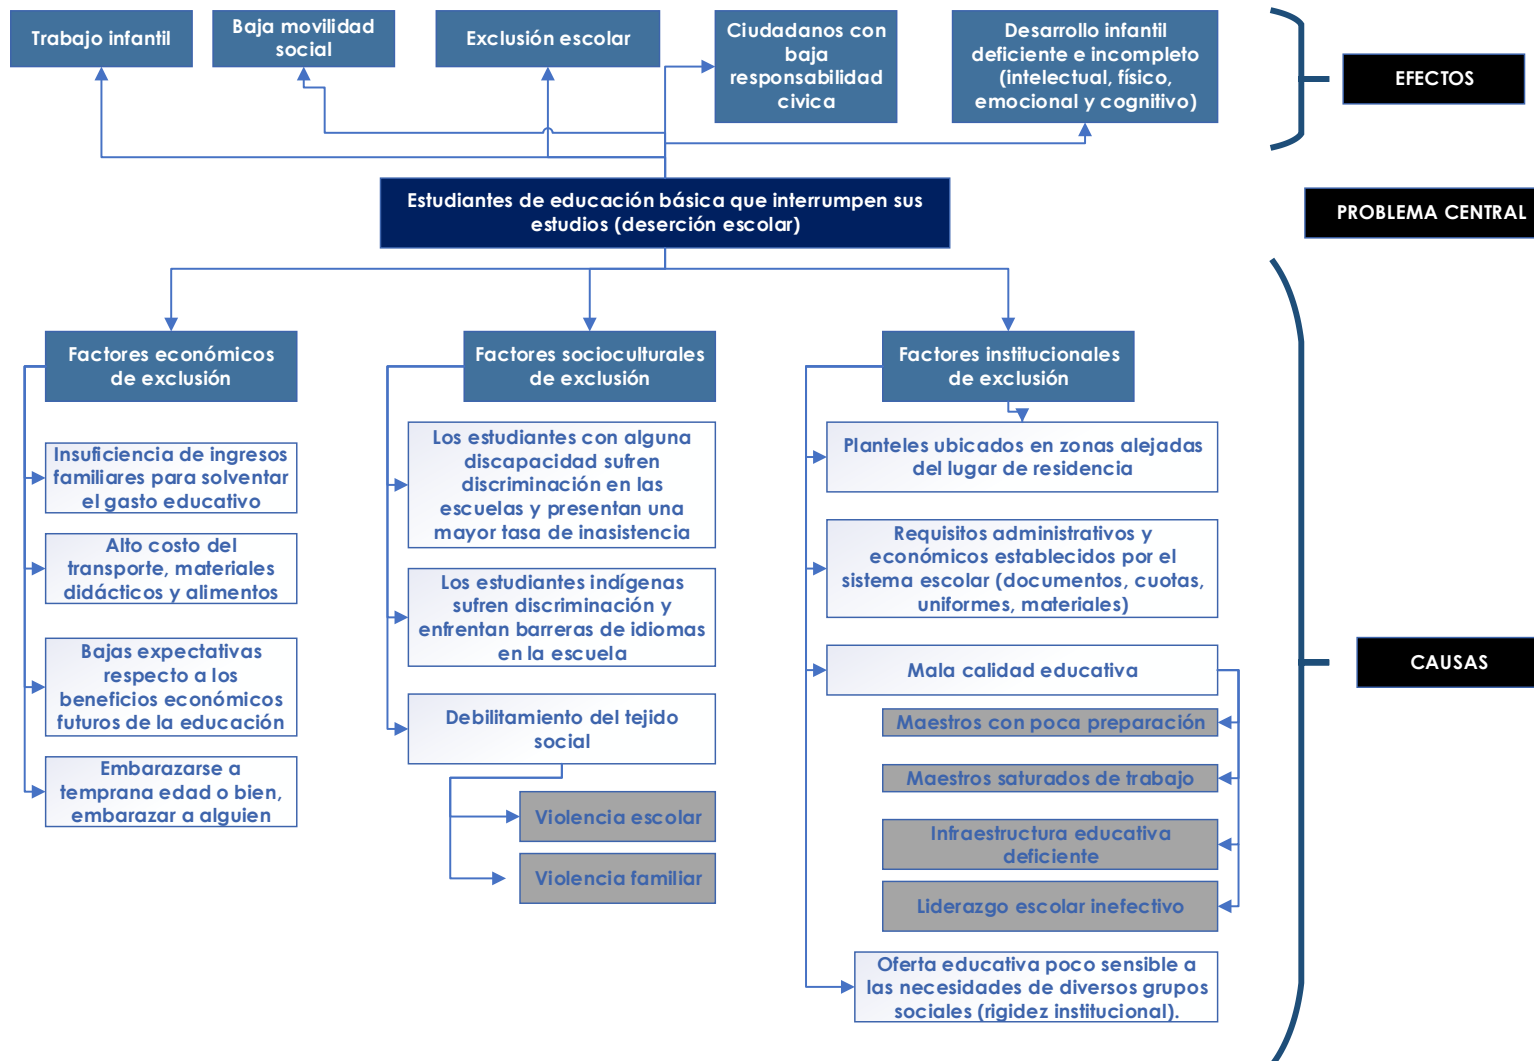 Trabajo infantil
Baja movilidad
social
Exclusión escolar
Ciudadanos con
baja
responsabilidad
civica
Desarrollo infantil
deficiente e incompleto
(intelectual, físico,
emocional y cognitivo)
EFECTOS
Estudiantes de educación básica que interrumpen sus
estudios (deserción escolar)
PROBLEMA CENTRAL
Factores económicos
de exclusión
Insuficiencia de ingresos
familiares para solventar
el gasto educativo
Alto costo del
transporte, materiales
didácticos y alimentos
Bajas expectativas
respecto a los
beneficios económicos
futuros de la educación
Embarazarse a
temprana edad o bien,
embarazar a alguien
Factores socioculturales
de exclusión
Los estudiantes con alguna
discapacidad sufren
discriminación en las
escuelas y presentan una
mayor tasa de inasistencia
Los estudiantes indígenas
sufren discriminación y
enfrentan barreras de idiomas
en la escuela
Debilitamiento del tejido
social
Violencia escolar
Violencia familiar
Factores institucionales
de exclusión
Planteles ubicados en zonas alejadas
del lugar de residencia
Requisitos administrativos y
económicos establecidos por el
sistema escolar (documentos, cuotas,
uniformes, materiales)
Mala calidad educativa
Maestros con poca preparación
Maestros saturados de trabajo
Infraestructura educativa
deficiente
Liderazgo escolar inefectivo
Oferta educativa poco sensible a
las necesidades de diversos grupos
sociales (rigidez institucional).
CAUSAS